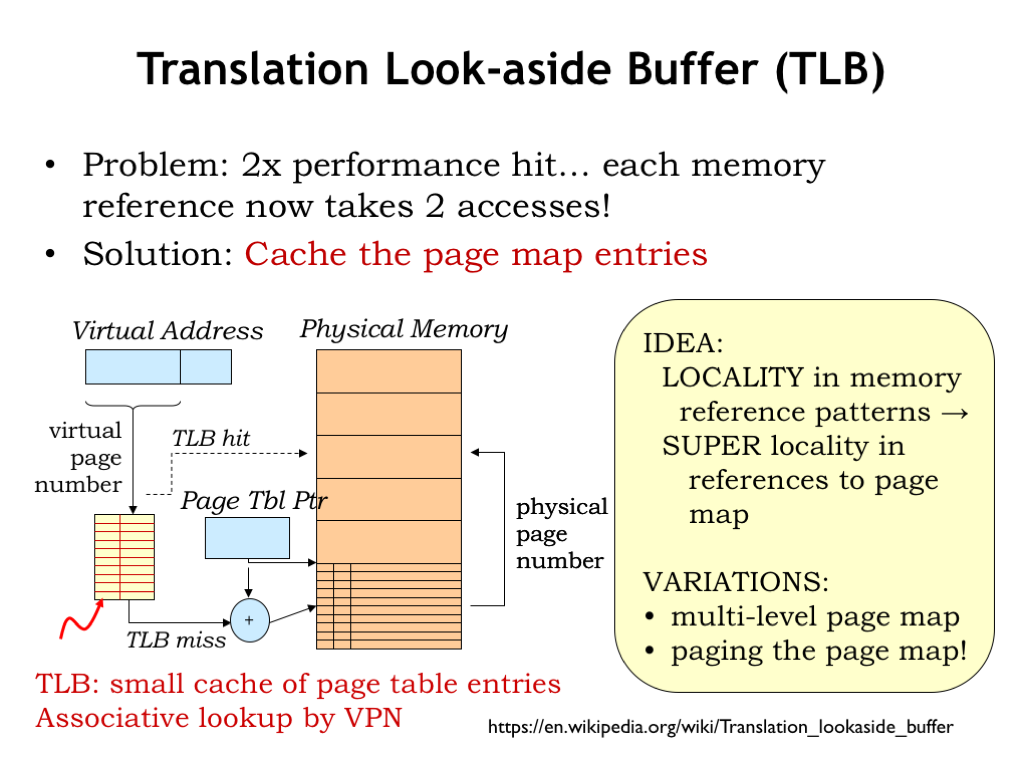 Translation Look-aside Buffer (TLB)
• Problem: 2x performance hit… each memory
reference now takes 2 accesses!
• Solution: Cache the page map entries
Virtual Address
Physical Memory
virtual
page
number
TLB hit
Page Tbl Ptr
physical
page
number
+
TLB miss
TLB: small cache of page table entries
Associative lookup by VPN
IDEA:
LOCALITY in memory
reference patterns →
SUPER locality in
references to page
map
VARIATIONS:
• multi-level page map
• paging the page map!
https://en.wikipedia.org/wiki/Translation_lookaside_buffer